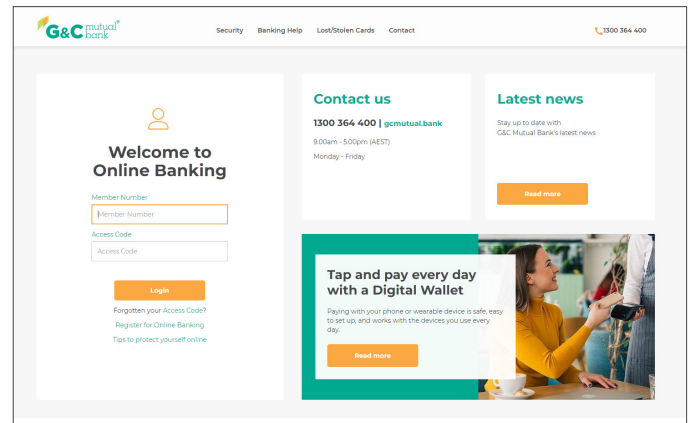 G&C mutual bank
Security Banking Help Lost/Stolen Cards Contact
1300 364 400
Welcome to
Online Banking
Member Number
Member Number
Access Code
Access Code
Login
Forgotten your Access Code?
Register for Online Banking
Tips to protect yourself online
Contact us
1300 364 400 | gcmutual.bank
9.00am - 5.00pm (AEST)
Monday - Friday
Latest news
Stay up to date with
G&C Mutual Bank's latest news
Read more
Tap and pay every day
with a Digital Wallet
Paying with your phone or wearable device is safe, easy
to set up, and works with the devices you use every
day.
Read more